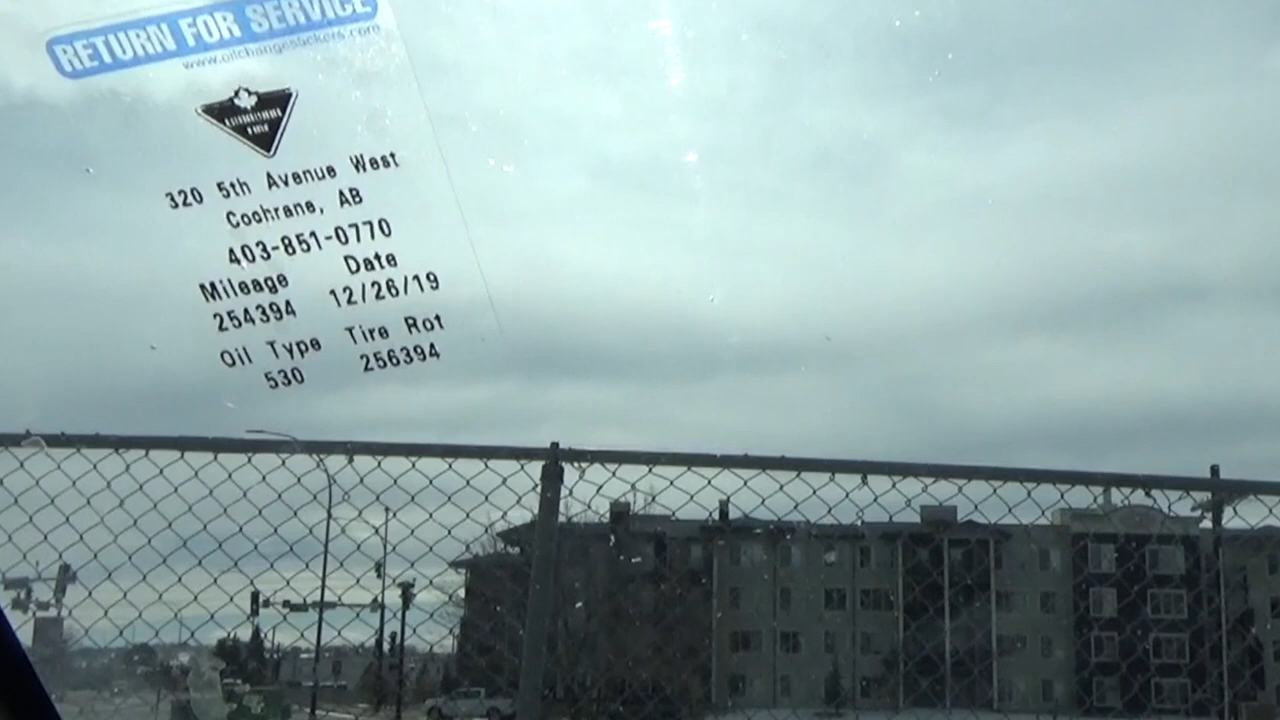 RETURN FOR SERVICE
www.oilchangestickers.com
320 5th Avenue West
Cochrane, AB
403-851-0770
Mileage Date
254394 12/26/19
Oil Type Tire Rot
530 256394